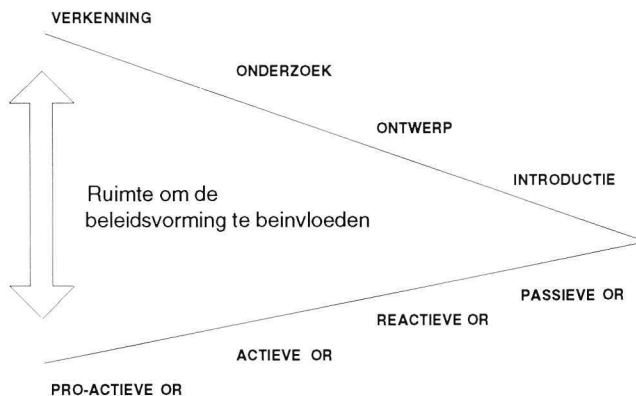 VERKENNING
ONDERZOEK
ONTWERP
INTRODUCTIE
Ruimte om de
beleidsvorming te beinvloeden
PASSIEVE OR
REACTIEVE OR
ACTIEVE OR
PRO-ACTIEVE OR